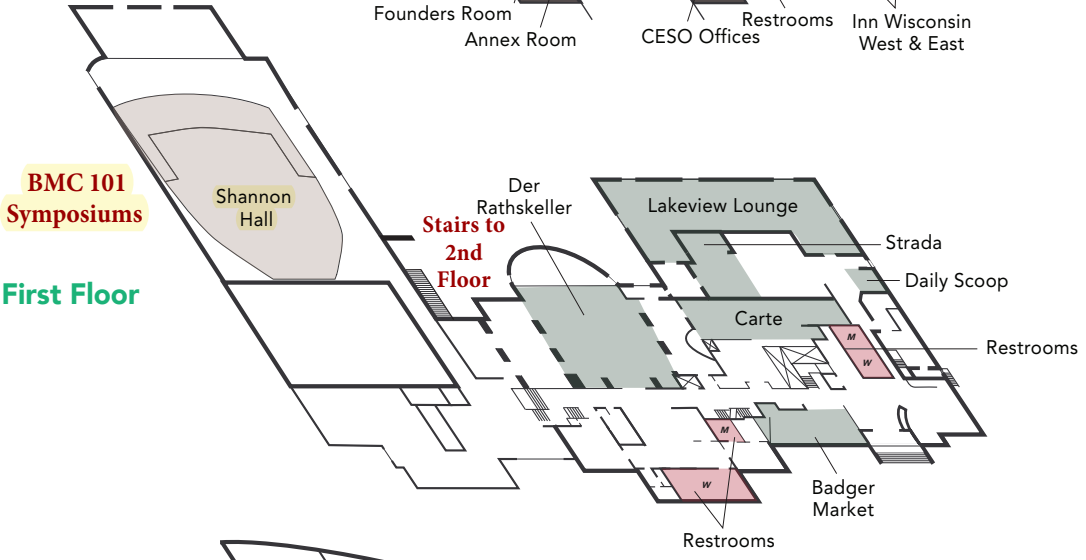 Founders Room
Annex Room
CESO Offices
Restrooms
Inn Wisconsin
West & East
BMC 101
Symposiums
Shannon
Hall
Stairs to
2nd
Floor
First Floor
Der
Rathskeller
Lakeview Lounge
Strada
Daily Scoop
Carte
M
W
Restrooms
M
W
Badger
Market
Restrooms